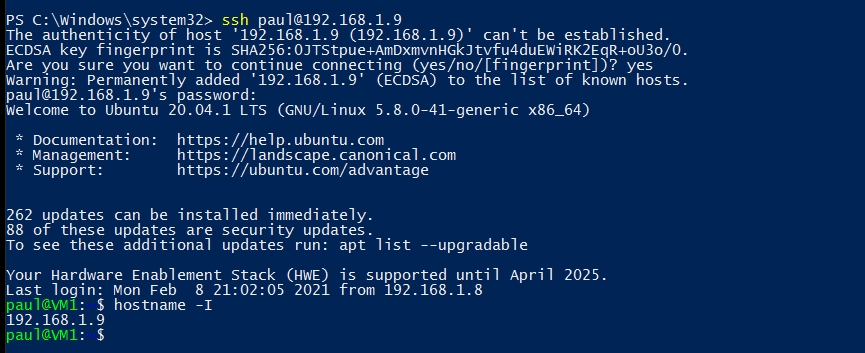 PS C:\Windows\system32> ssh paul@192.168.1.9
The authenticity of host '192.168.1.9 (192.168.1.9)' can't be established.
ECDSA key fingerprint is SHA256:0JTStpue+AmDxmvnHGkJtvfu4duEWiRK2EqR+oU3o/0.
Are you sure you want to continue connecting (yes/no/[fingerprint])? yes
Warning: Permanently added '192.168.1.9' (ECDSA) to the list of known hosts.
paul@192.168.1.9's password:
Welcome to Ubuntu 20.04.1 LTS (GNU/Linux 5.8.0-41-generic x86_64)
* Documentation:  https://help.ubuntu.com
* Management:     https://landscape.canonical.com
* Support:        https://ubuntu.com/advantage
262 updates can be installed immediately.
88 of these updates are security updates.
To see these additional updates run: apt list --upgradable
Your Hardware Enablement Stack (HWE) is supported until April 2025.
Last login: Mon Feb  8 21:02:05 2021 from 192.168.1.8
paul@VM1:~$ hostname -I
192.168.1.9
paul@VM1:~$